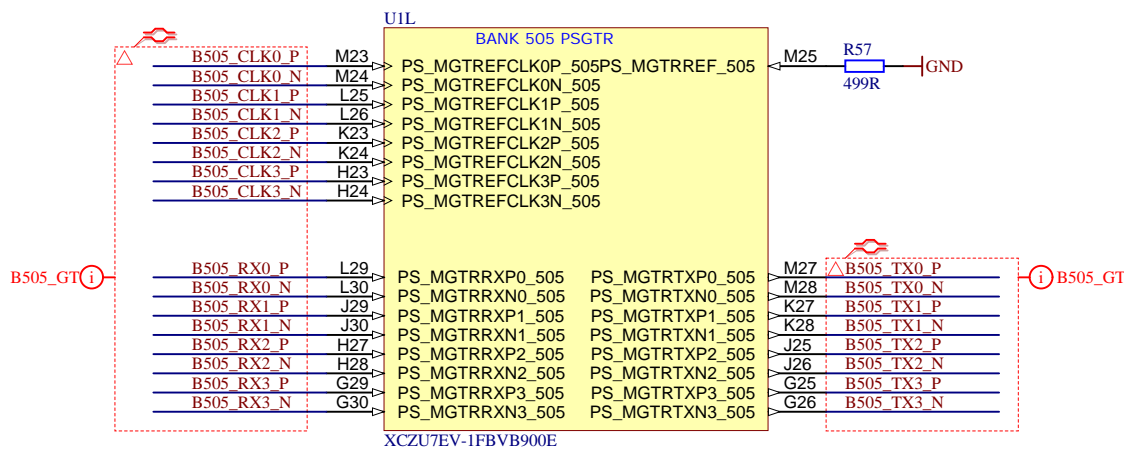 U1L
BANK 505 PSGTR
B505_CLK0_P M23 PS_MGTREFCLK0P_505 PS_MGTRREF_505 M25 R57 499R GND
B505_CLK0_N M24 PS_MGTREFCLK0N_505
B505_CLK1_P L25 PS_MGTREFCLK1P_505
B505_CLK1_N L26 PS_MGTREFCLK1N_505
B505_CLK2_P K23 PS_MGTREFCLK2P_505
B505_CLK2_N K24 PS_MGTREFCLK2N_505
B505_CLK3_P H23 PS_MGTREFCLK3P_505
B505_CLK3_N H24 PS_MGTREFCLK3N_505
B505_GT i
B505_RX0_P L29 PS_MGTRRXP0_505 PS_MGTRTXP0_505 M27 B505_TX0_P
i B505_GT
B505_RX0_N L30 PS_MGTRRXN0_505 PS_MGTRTXN0_505 M28 B505_TX0_N
B505_RX1_P J29 PS_MGTRRXP1_505 PS_MGTRTXP1_505 K27 B505_TX1_P
B505_RX1_N J30 PS_MGTRRXN1_505 PS_MGTRTXN1_505 K28 B505_TX1_N
B505_RX2_P H27 PS_MGTRRXP2_505 PS_MGTRTXP2_505 J25 B505_TX2_P
B505_RX2_N H28 PS_MGTRRXN2_505 PS_MGTRTXN2_505 J26 B505_TX2_N
B505_RX3_P G29 PS_MGTRRXP3_505 PS_MGTRTXP3_505 G25 B505_TX3_P
B505_RX3_N G30 PS_MGTRRXN3_505 PS_MGTRTXN3_505 G26 B505_TX3_N
XCZU7EV-1FBVB900E